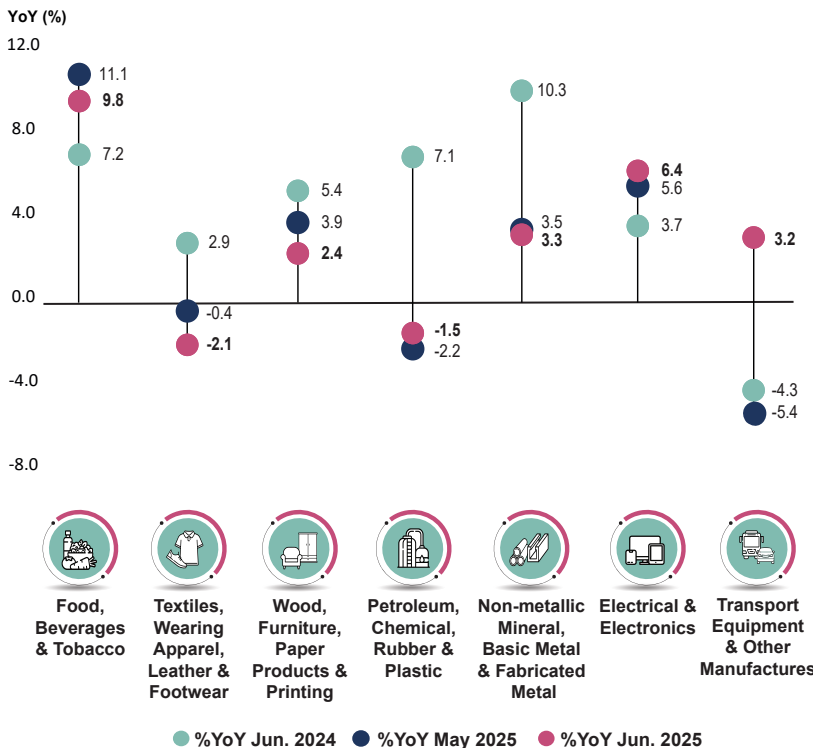 YoY (%)
12.0
8.0
4.0
0.0
-4.0
-8.0
11.1
9.8
7.2
2.9
-0.4
-2.1
5.4
3.9
2.4
7.1
-1.5
-2.2
10.3
3.5
3.3
6.4
5.6
3.7
3.2
-4.3
-5.4
Food,
Beverages
& Tobacco
Textiles,
Wearing
Apparel,
Leather &
Footwear
Wood,
Furniture,
Paper
Products &
Printing
Petroleum,
Chemical,
Rubber &
Plastic
Non-metallic
Mineral,
Basic Metal
& Fabricated
Metal
Electrical &
Electronics
Transport
Equipment
& Other
Manufactures
%YoY Jun. 2024 %YoY May 2025 %YoY Jun. 2025